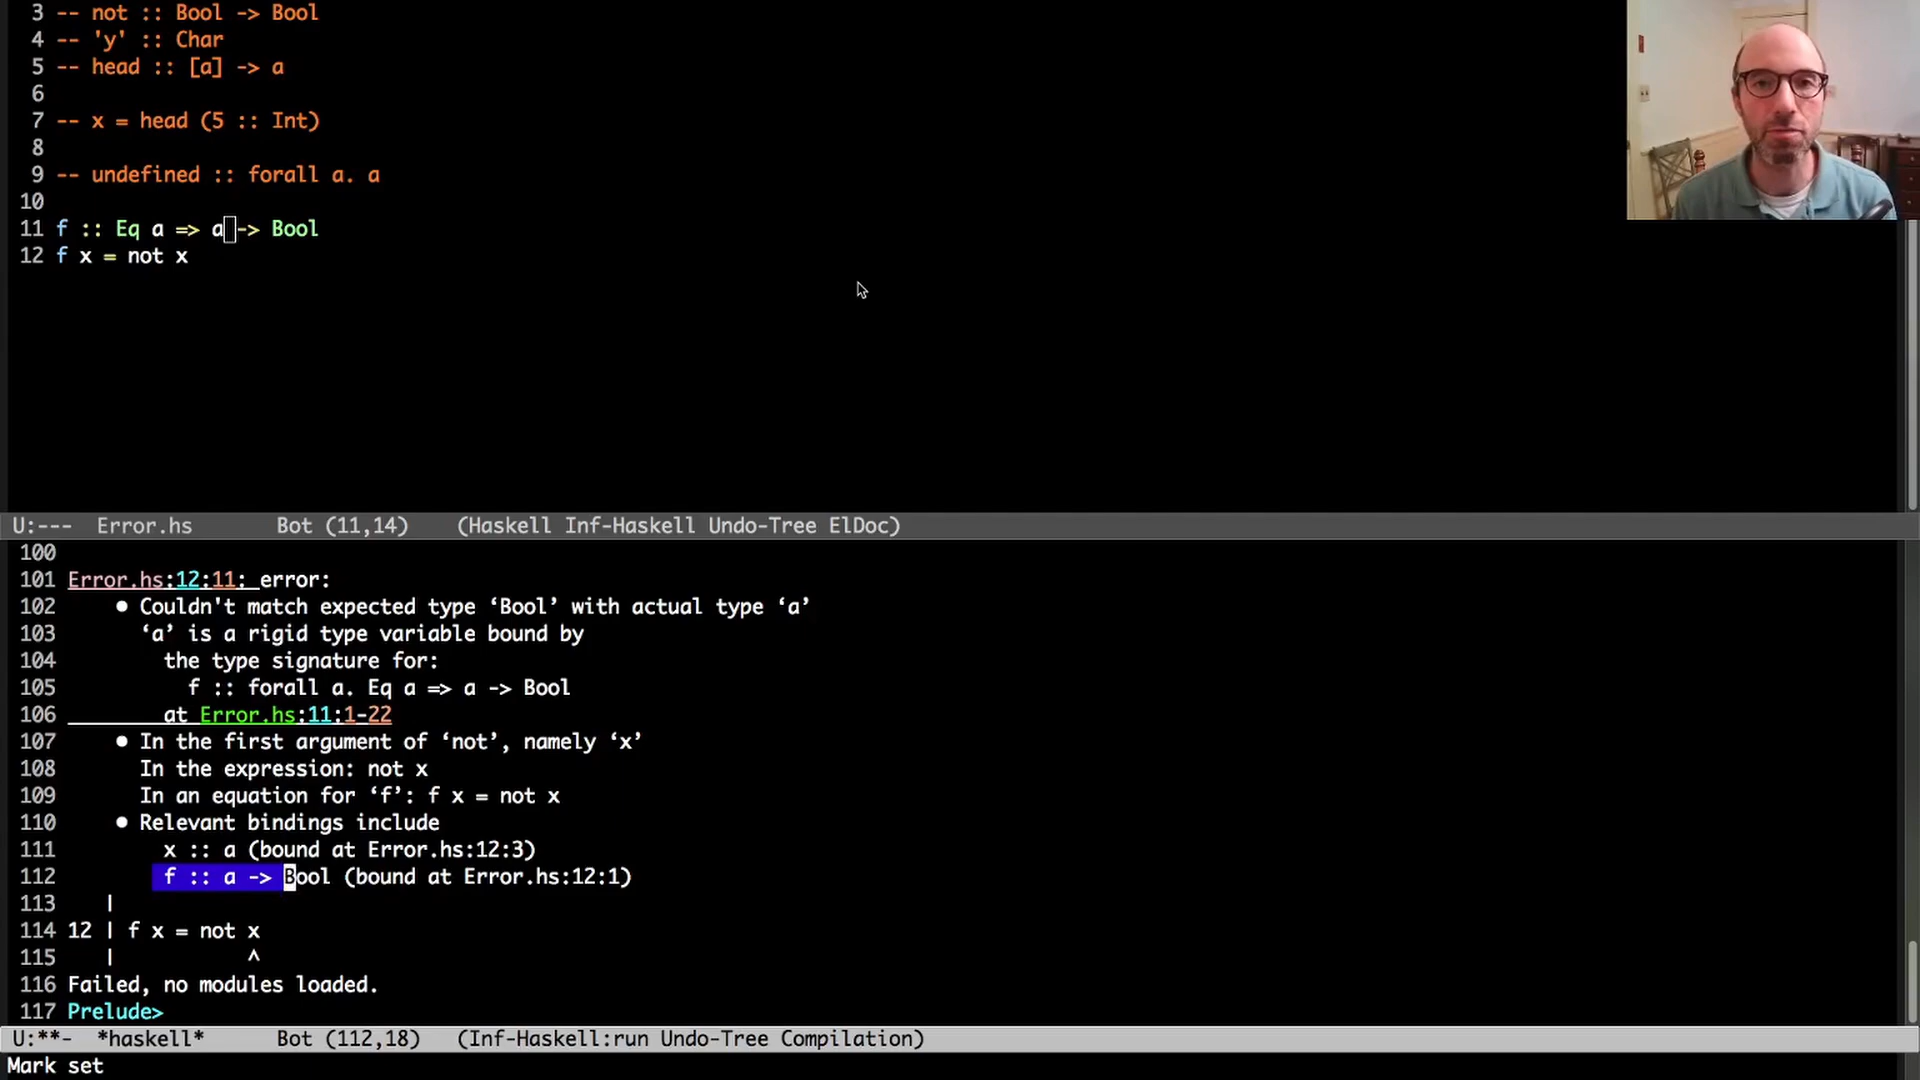 3 -- not :: Bool -> Bool
4 -- 'y' :: Char
5 -- head :: [a] -> a
6
7 -- x = head (5 :: Int)
8
9 -- undefined :: forall a. a
10
11 f :: Eq a => a -> Bool
12 f x = not x
U:--- Error.hs Bot (11,14) (Haskell Inf-Haskell Undo-Tree ElDoc)
100
101 Error.hs:12:11: error:
102 • Couldn't match expected type ‘Bool’ with actual type ‘a’
103 ‘a’ is a rigid type variable bound by
104 the type signature for:
105 f :: forall a. Eq a => a -> Bool
106 at Error.hs:11:1-22
107 • In the first argument of ‘not’, namely ‘x’
108 In the expression: not x
109 In an equation for ‘f’: f x = not x
110 • Relevant bindings include
111 x :: a (bound at Error.hs:12:3)
112 f :: a -> Bool (bound at Error.hs:12:1)
113 |
114 12 | f x = not x
115 | ^
116 Failed, no modules loaded.
117 Prelude>
U:**- *haskell* Bot (112,18) (Inf-Haskell:run Undo-Tree Compilation)
Mark set